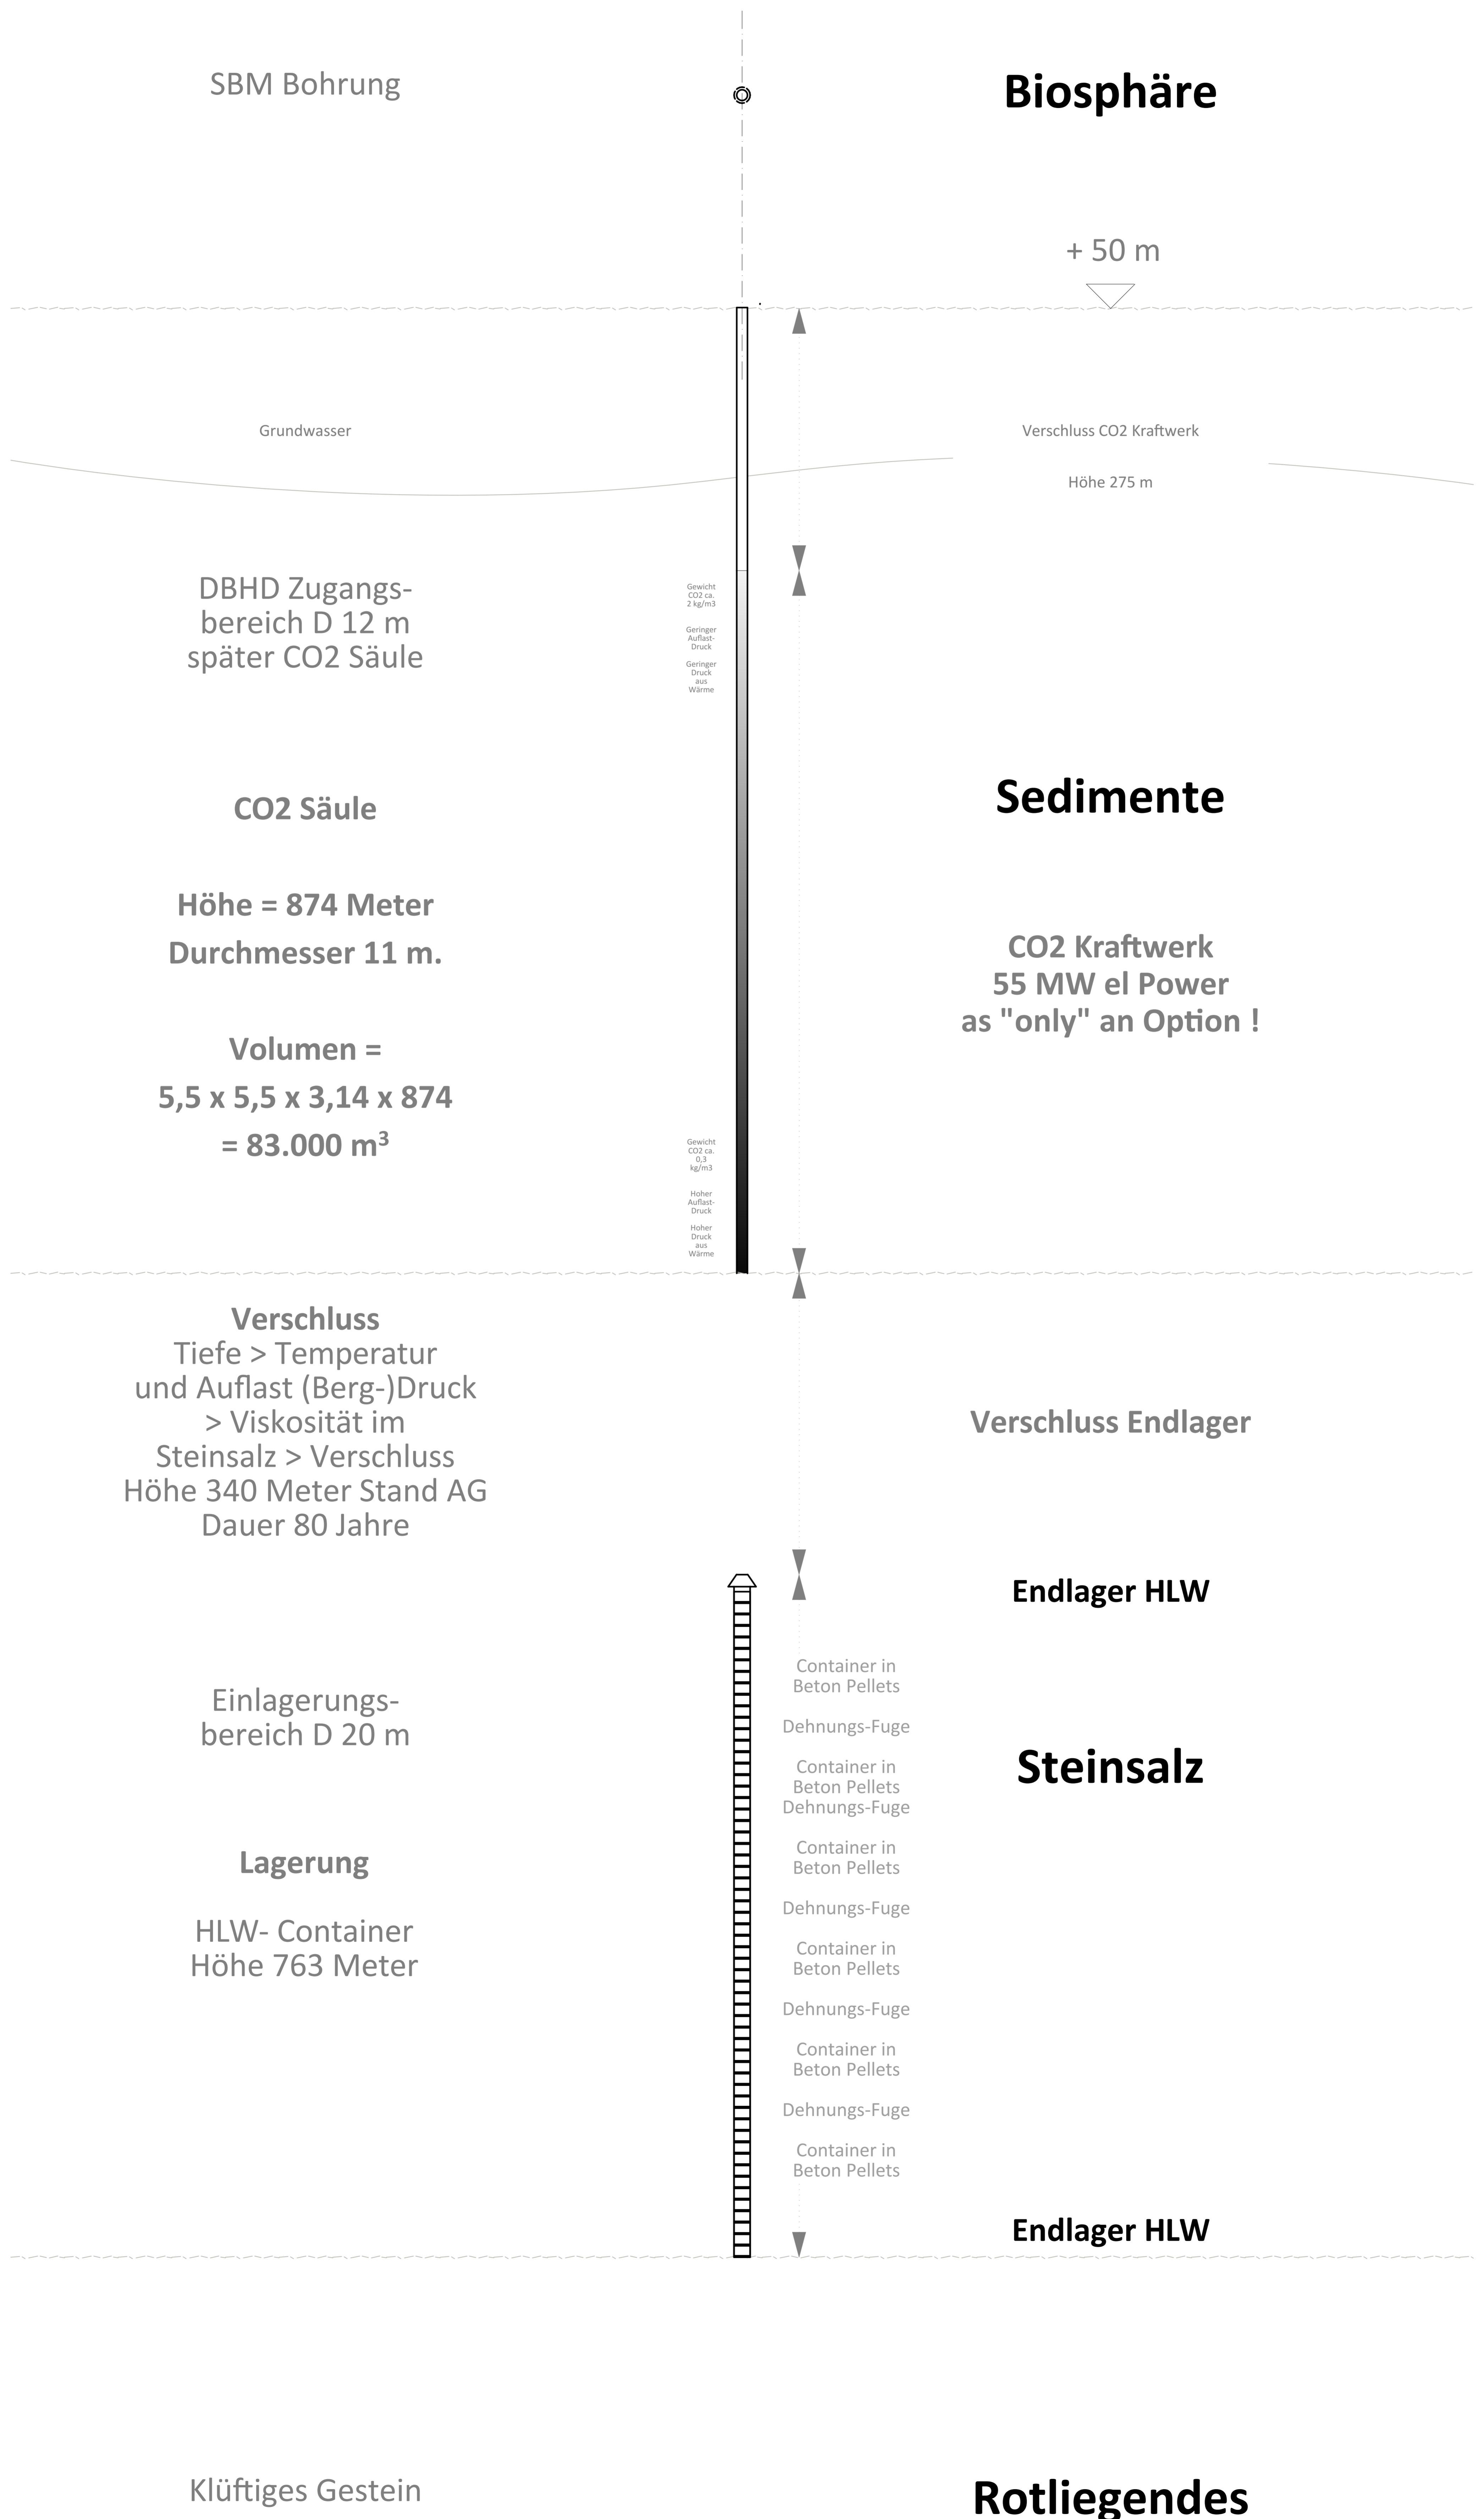 SBM Bohrung
Biosphäre
+ 50 m
Grundwasser
Verschluss CO2 Kraftwerk
Höhe 275 m
DBHD Zugangs-
bereich D 12 m
später CO2 Säule
Gewicht
CO2 ca.
2 kg/m3
Geringer
Auflast-
Druck
Geringer
Druck
aus
Wärme
CO2 Säule
Höhe = 874 Meter
Durchmesser 11 m.
Volumen =
5,5 x 5,5 x 3,14 x 874
= 83.000 m³
Sedimente
CO2 Kraftwerk
55 MW el Power
as "only" an Option !
Gewicht
CO2 ca.
0,3
kg/m3
Hoher
Auflast-
Druck
Hoher
Druck
aus
Wärme
Verschluss
Tiefe > Temperatur
und Auflast (Berg-)Druck
> Viskosität im
Steinsalz > Verschluss
Höhe 340 Meter Stand AG
Dauer 80 Jahre
Verschluss Endlager
Endlager HLW
Einlagerungs-
bereich D 20 m
Lagerung
HLW- Container
Höhe 763 Meter
Container in
Beton Pellets
Dehnungs-Fuge
Container in
Beton Pellets
Dehnungs-Fuge
Container in
Beton Pellets
Dehnungs-Fuge
Container in
Beton Pellets
Dehnungs-Fuge
Container in
Beton Pellets
Dehnungs-Fuge
Container in
Beton Pellets
Steinsalz
Endlager HLW
Klüftiges Gestein
Rotliegendes